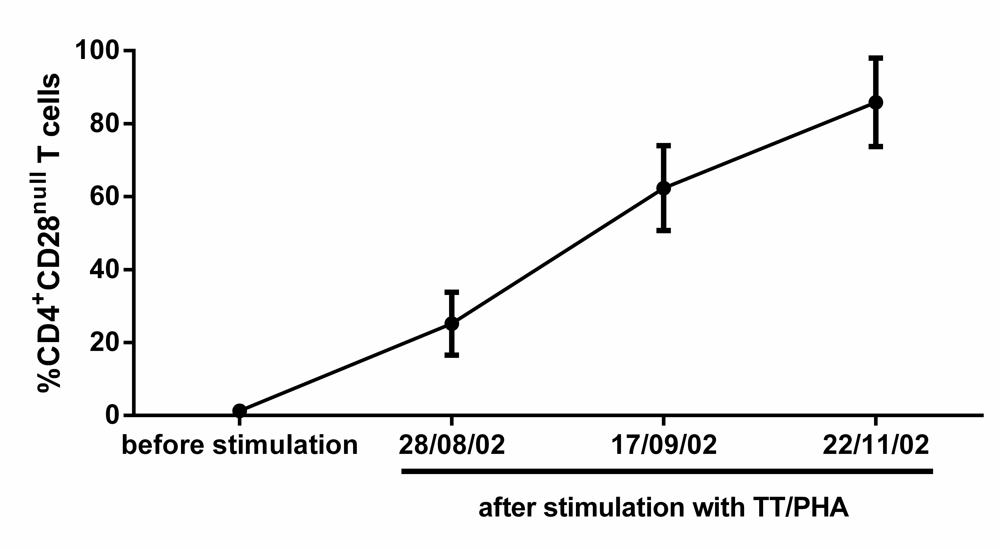 %CD4⁺CD28ⁿᵘˡˡ T cells
100
80
60
40
20
0
before stimulation 28/08/02 17/09/02 22/11/02
after stimulation with TT/PHA